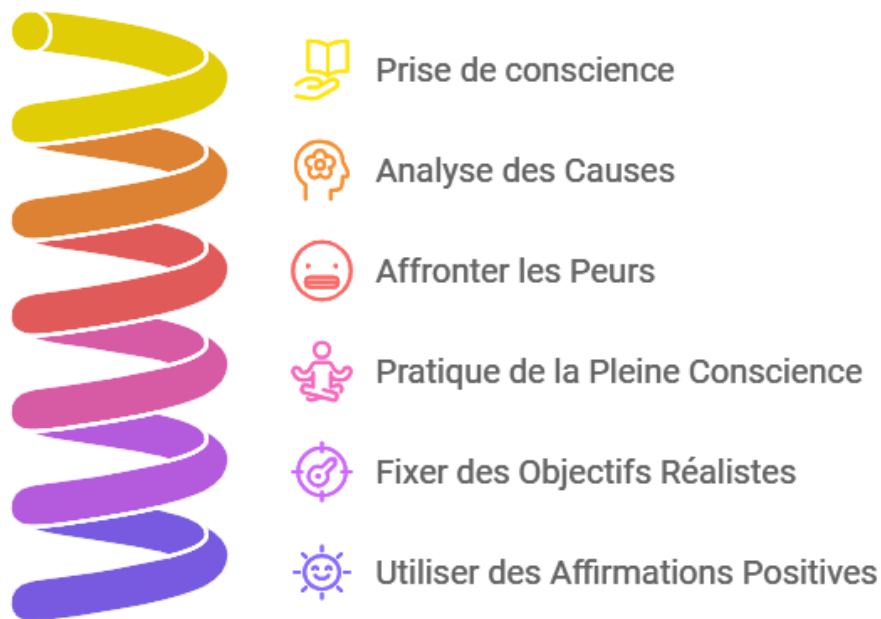 Prise de conscience
Analyse des Causes
Affronter les Peurs
Pratique de la Pleine Conscience
Fixer des Objectifs Réalistes
Utiliser des Affirmations Positives